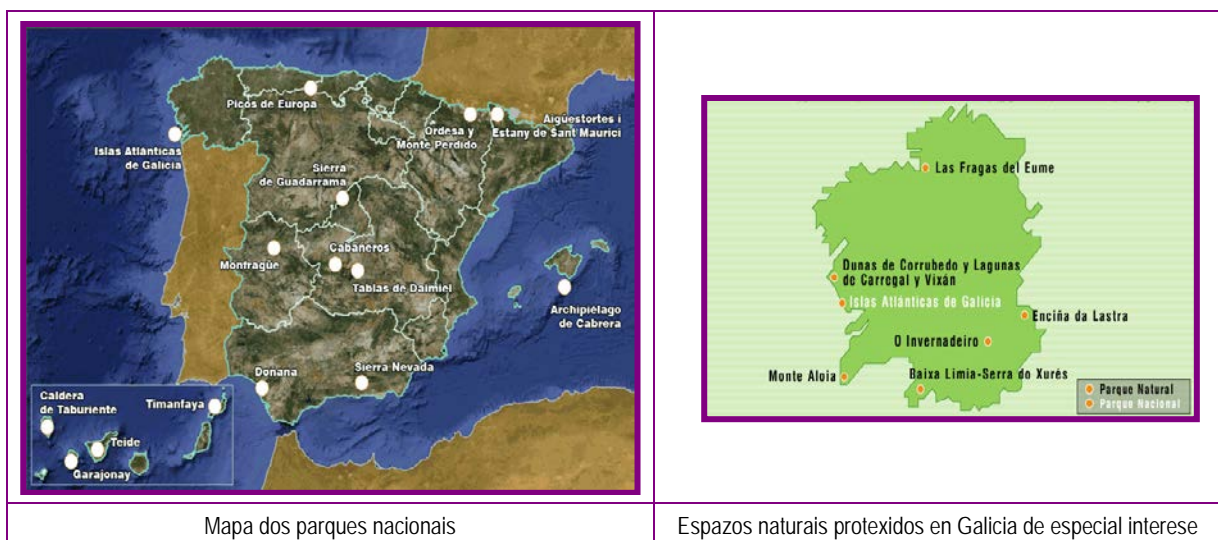 Picos de Europa
Ordesa y
Monte Perdido
Aigüestortes i
Estany de Sant Maurici
Islas Atlánticas
de Galicia
Sierra
de Guadarrama
Monfragüe
Cabañeros
Tablas de Daimiel
Archipiélago
de Cabrera
Donana
Sierra Nevada
Caldera
de Taburiente
Timanfaya
Teide
Garajonay
Mapa dos parques nacionais
Las Fragas del Eume
Dunas de Corrubedo y Lagunas
de Carregal y Vixán
Islas Atlánticas de Galicia
Enciña da Lastra
O Invernadeiro
Monte Aloia
Baixa Limia-Serra do Xurés
Parque Natural
Parque Nacional
Espazos naturais protexidos en Galicia de especial interese